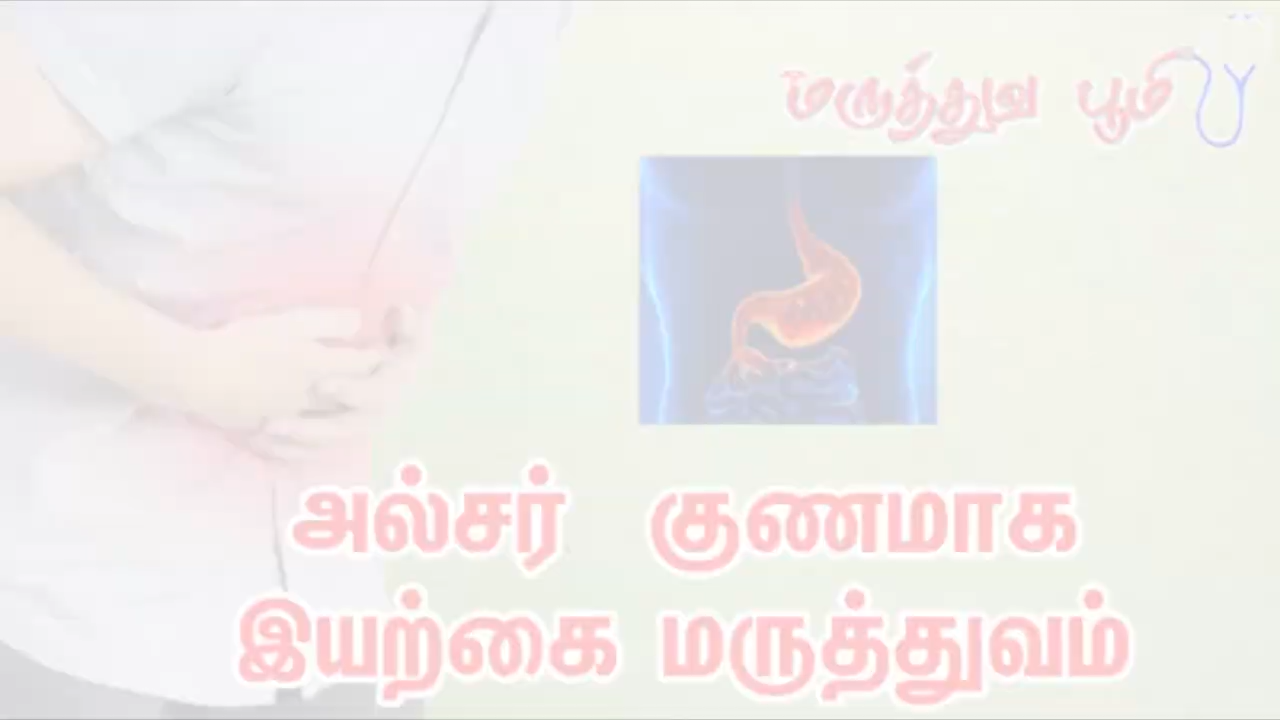 மருத்துவ பூமி
அல்சர் குணமாக
இயற்கை மருத்துவம்